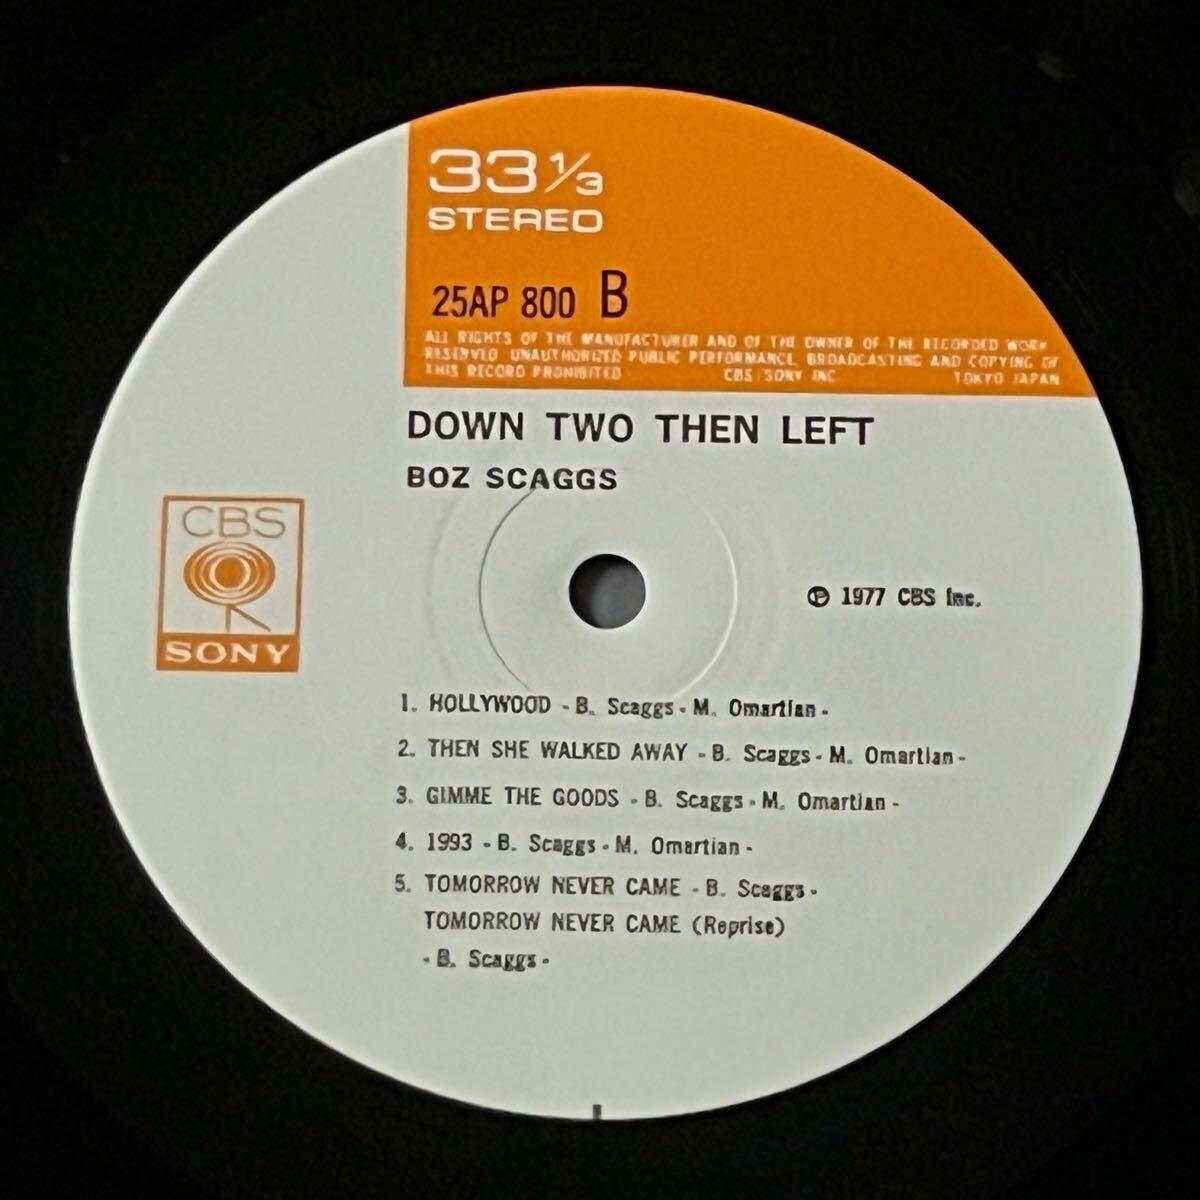 33 1/3
STEREO
25AP 800 B
ALL RIGHTS OF THE MANUFACTURER AND OF THE OWNER OF THE RECORDED WORK
RESERVED UNAUTHORIZED PUBLIC PERFORMANCE, BROADCASTING AND COPYING OF
THIS RECORD PROHIBITED CBS/SONY INC. TOKYO JAPAN
DOWN TWO THEN LEFT
BOZ SCAGGS
CBS
SONY
℗ 1977 CBS Inc.
1. HOLLYWOOD - B. Scaggs - M. Omartian -
2. THEN SHE WALKED AWAY - B. Scaggs - M. Omartian -
3. GIMME THE GOODS - B. Scaggs - M. Omartian -
4. 1993 - B. Scaggs - M. Omartian -
5. TOMORROW NEVER CAME - B. Scaggs -
TOMORROW NEVER CAME (Reprise)
- B. Scaggs -